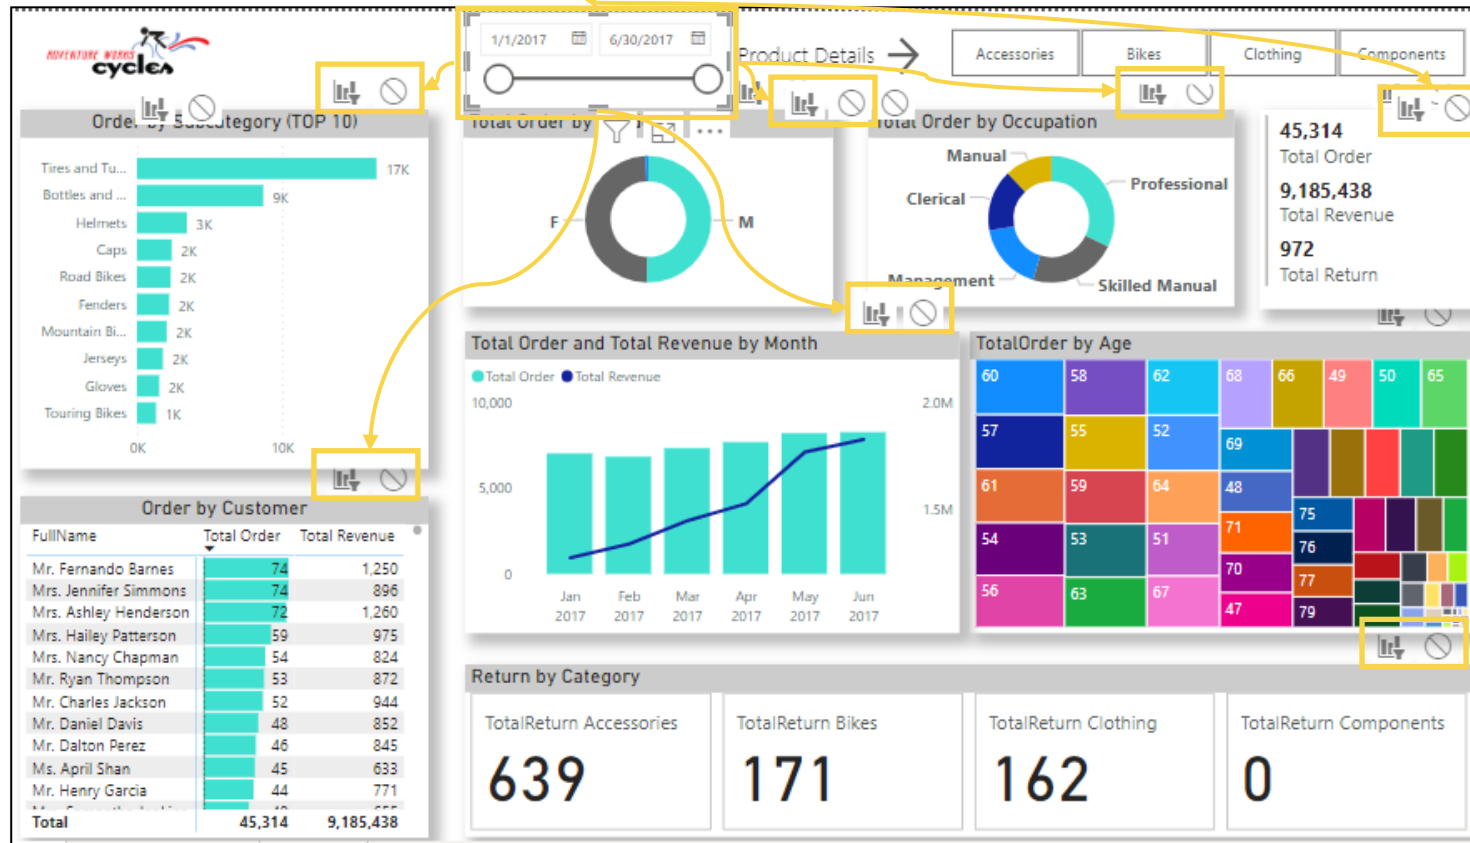 ADVENTURE WORKS
cycles
1/1/2017
6/30/2017
Product Details
Accessories
Bikes
Clothing
Components
Order by Subcategory (TOP 10)
Tires and Tu...
17K
Bottles and ...
9K
Helmets
3K
Caps
2K
Road Bikes
2K
Fenders
2K
Mountain Bi...
2K
Jerseys
2K
Gloves
2K
Touring Bikes
1K
0K
10K
Total Order by
F
M
Total Order by Occupation
Manual
Clerical
Professional
Management
Skilled Manual
45,314
Total Order
9,185,438
Total Revenue
972
Total Return
Order by Customer
FullName Total Order Total Revenue
Mr. Fernando Barnes 74 1,250
Mrs. Jennifer Simmons 74 896
Mrs. Ashley Henderson 72 1,260
Mrs. Hailey Patterson 59 975
Mrs. Nancy Chapman 54 824
Mr. Ryan Thompson 53 872
Mr. Charles Jackson 52 944
Mr. Daniel Davis 48 852
Mr. Dalton Perez 46 845
Ms. April Shan 45 633
Mr. Henry Garcia 44 771
Total 45,314 9,185,438
Total Order and Total Revenue by Month
Total Order Total Revenue
10,000
2.0M
5,000
1.5M
0
Jan Feb Mar Apr May Jun
2017 2017 2017 2017 2017 2017
TotalOrder by Age
60 58 62 68 66 49 50 65
57 55 52 69
61 59 64 48 75
54 53 51 71 76
56 63 67 70 77
47 79
Return by Category
TotalReturn Accessories
639
TotalReturn Bikes
171
TotalReturn Clothing
162
TotalReturn Components
0